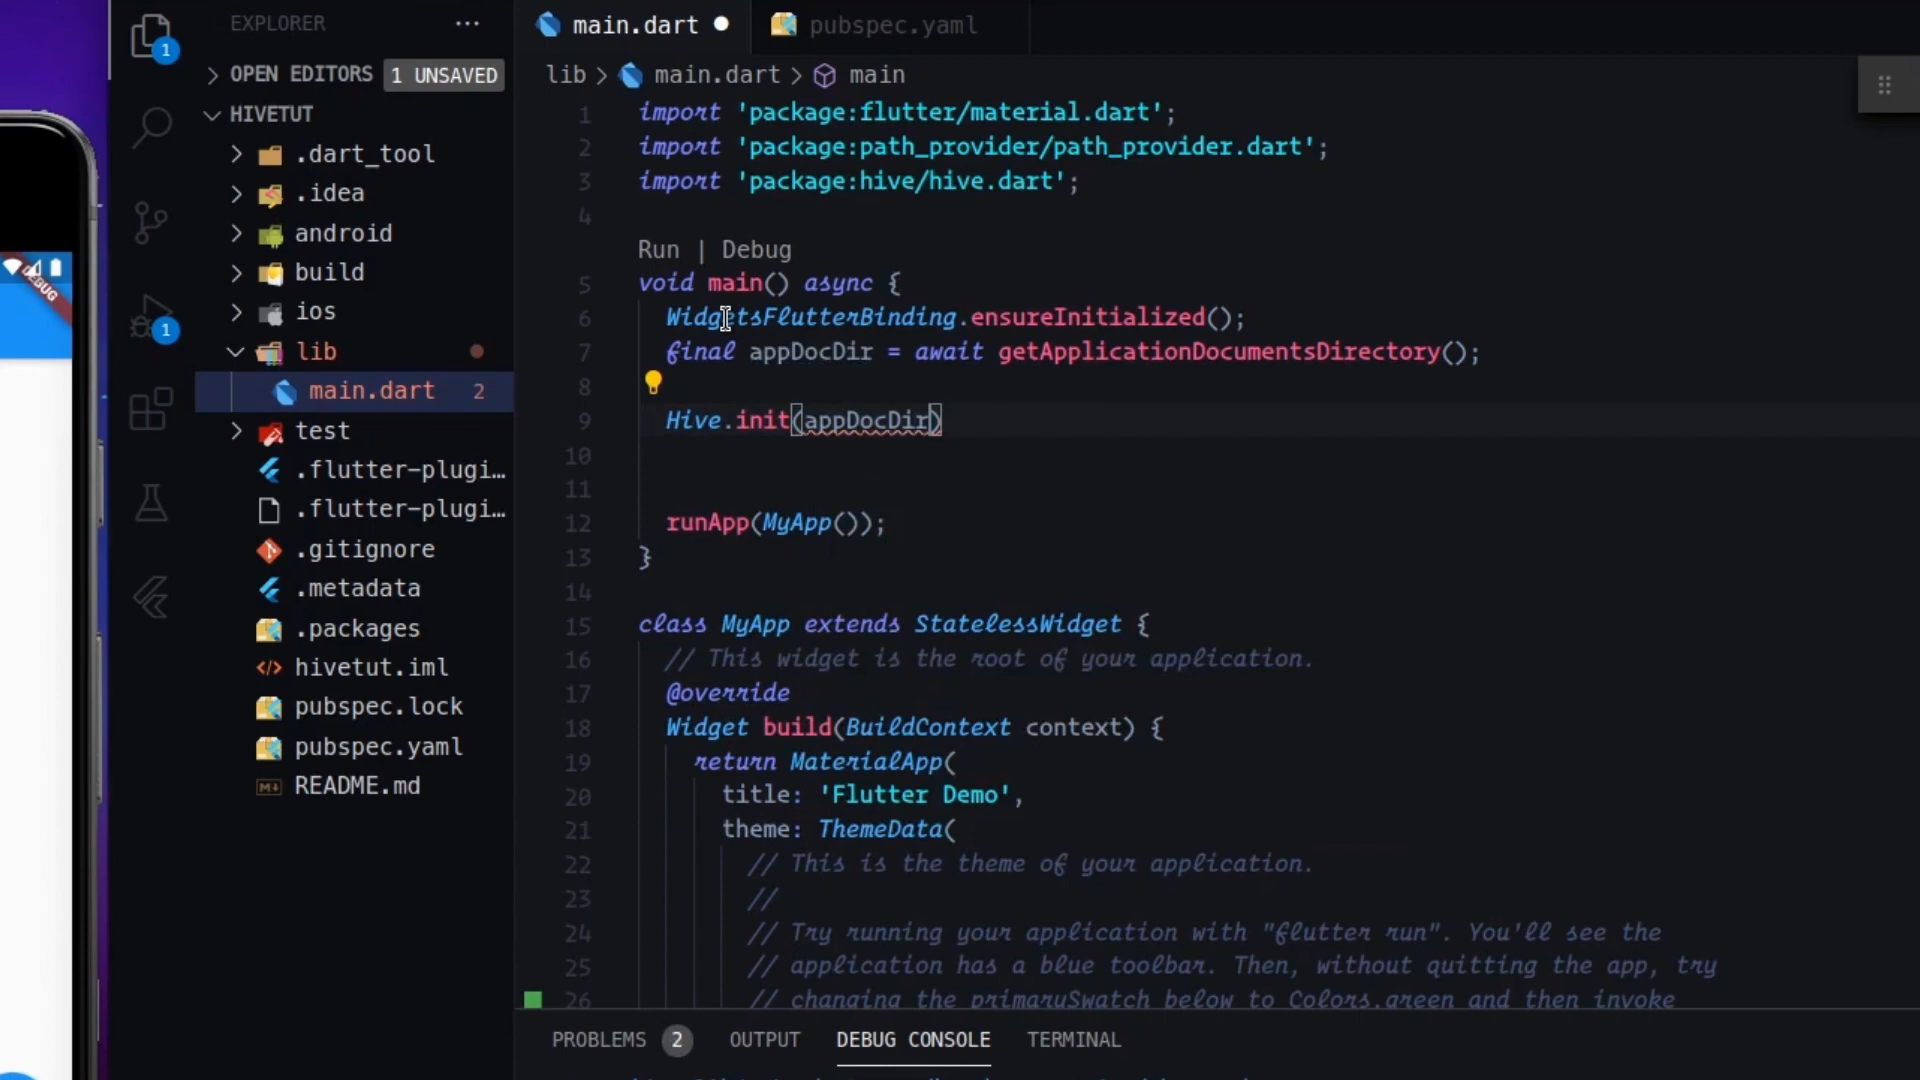 EXPLORER
1
OPEN EDITORS 1 UNSAVED
HIVETUT
.dart_tool
.idea
android
build
ios
1
lib
main.dart 2
test
.flutter-plugi...
.flutter-plugi...
.gitignore
.metadata
.packages
hivetut.iml
pubspec.lock
pubspec.yaml
README.md
DEBUG
main.dart
pubspec.yaml
lib > main.dart > main
1 import 'package:flutter/material.dart';
2 import 'package:path_provider/path_provider.dart';
3 import 'package:hive/hive.dart';
4
Run | Debug
5 void main() async {
6 WidgetsFlutterBinding.ensureInitialized();
7 final appDocDir = await getApplicationDocumentsDirectory();
8
9 Hive.init(appDocDir)
10
11
12 runApp(MyApp());
13 }
14
15 class MyApp extends StatelessWidget {
16 // This widget is the root of your application.
17 @override
18 Widget build(BuildContext context) {
19 return MaterialApp(
20 title: 'Flutter Demo',
21 theme: ThemeData(
22 // This is the theme of your application.
23 //
24 // Try running your application with "flutter run". You'll see the
25 // application has a blue toolbar. Then, without quitting the app, try
26 // changing the primarySwatch below to Colors.green and then invoke
PROBLEMS 2 OUTPUT DEBUG CONSOLE TERMINAL